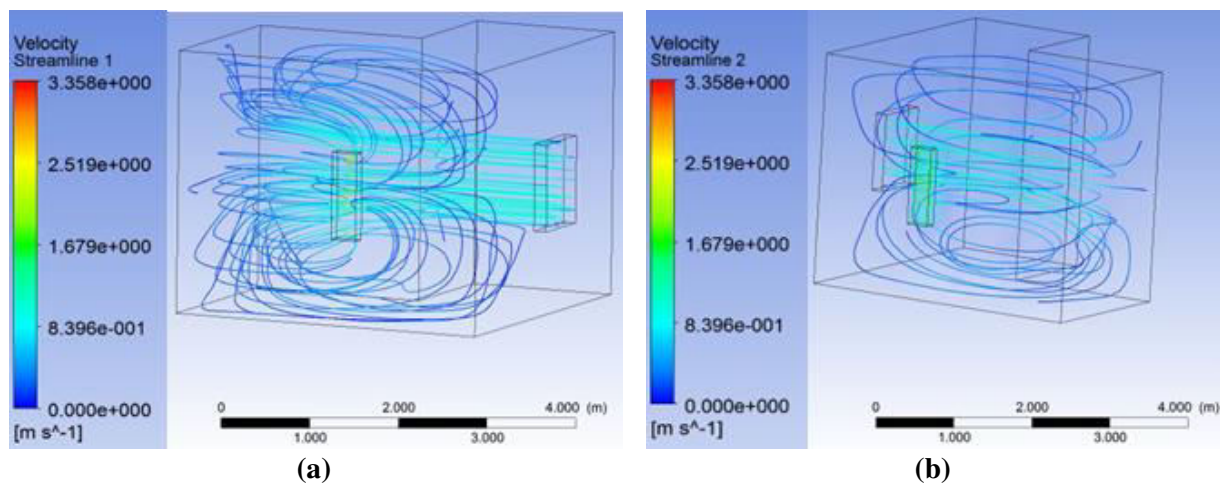 Velocity
Streamline 1
3.358e+000
2.519e+000
1.679e+000
8.396e-001
0.000e+000
[m s^-1]
0 2.000 4.000 (m)
1.000 3.000
(a)
Velocity
Streamline 2
3.358e+000
2.519e+000
1.679e+000
8.396e-001
0.000e+000
[m s^-1]
0 2.000 4.000 (m)
1.000 3.000
(b)